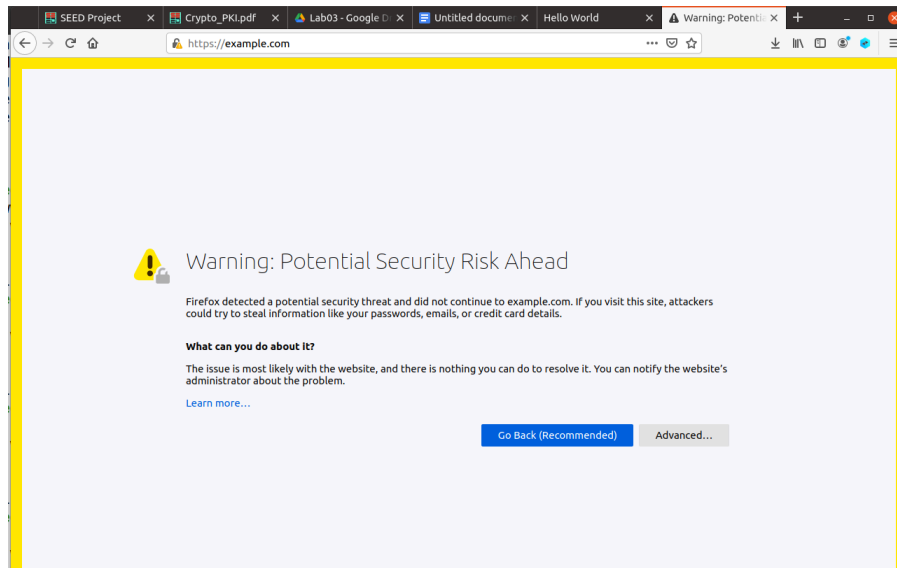 SEED Project
Crypto_PKI.pdf
Lab03 - Google D
Untitled documen
Hello World
Warning: Potentia
https://example.com
Warning: Potential Security Risk Ahead
Firefox detected a potential security threat and did not continue to example.com. If you visit this site, attackers
could try to steal information like your passwords, emails, or credit card details.
What can you do about it?
The issue is most likely with the website, and there is nothing you can do to resolve it. You can notify the website's
administrator about the problem.
Learn more…
Go Back (Recommended)
Advanced…